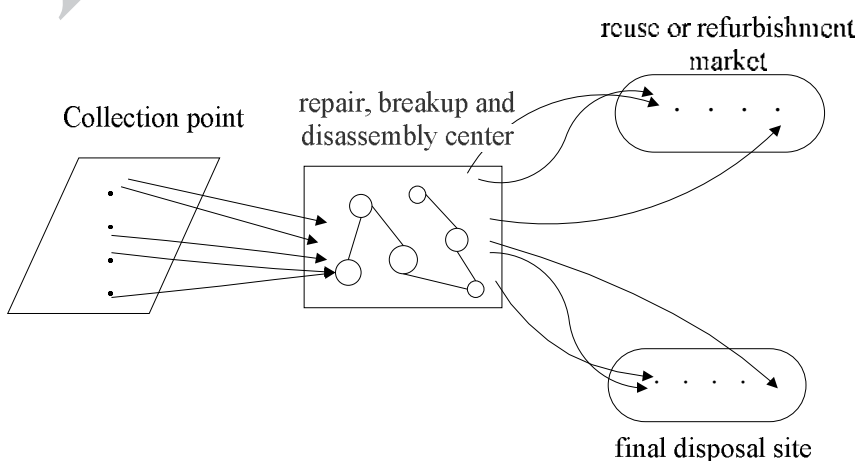 reuse or refurbishment
market
repair, breakup and
disassembly center
Collection point
final disposal site